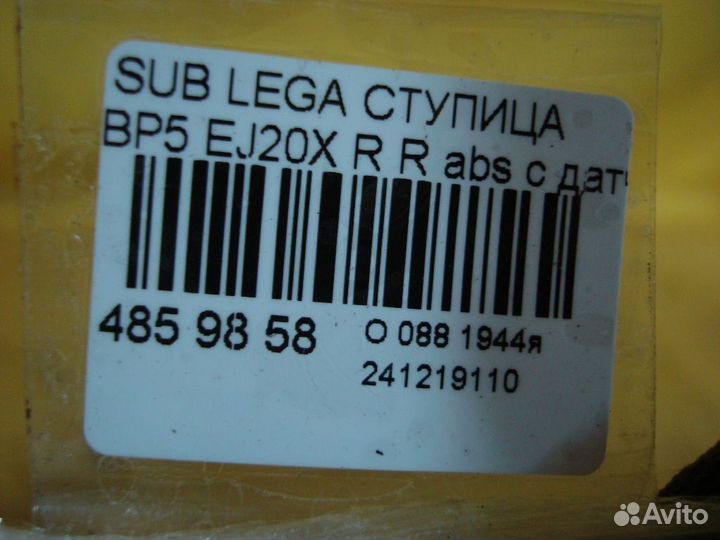 SUB LEGA СТУПИЦА
BP5 EJ20X R R abs с дат
485 98 58
О 088 1944я
241219110
Avito